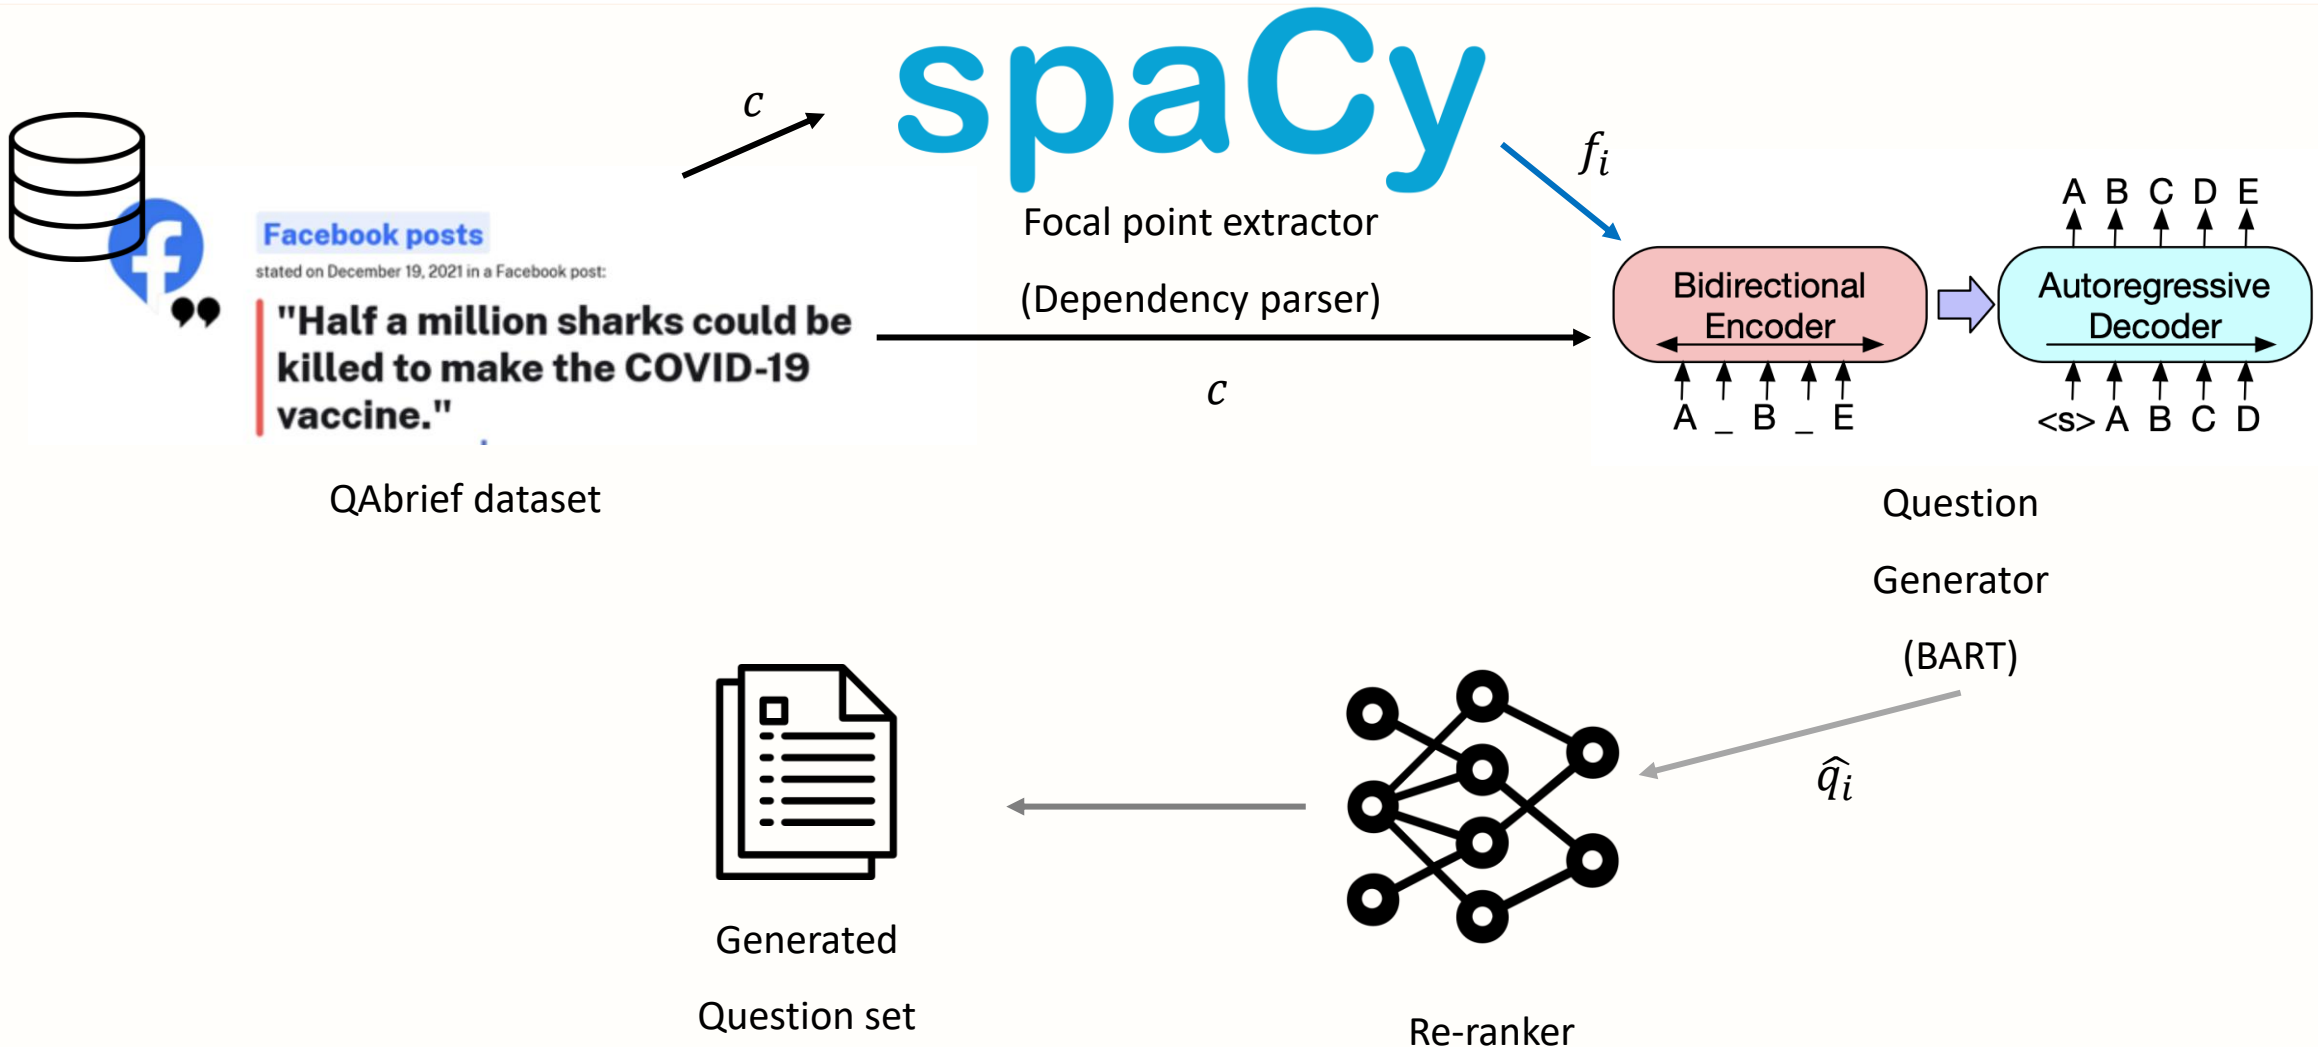 spaCy
c
f_i
Facebook posts
stated on December 19, 2021 in a Facebook post:
"Half a million sharks could be
killed to make the COVID-19
vaccine."
QAbrief dataset
Focal point extractor
(Dependency parser)
c
A B C D E
Bidirectional
Encoder
A _ B _ E
Autoregressive
Decoder
<s> A B C D
Question
Generator
(BART)
q̂_i
Re-ranker
Generated
Question set